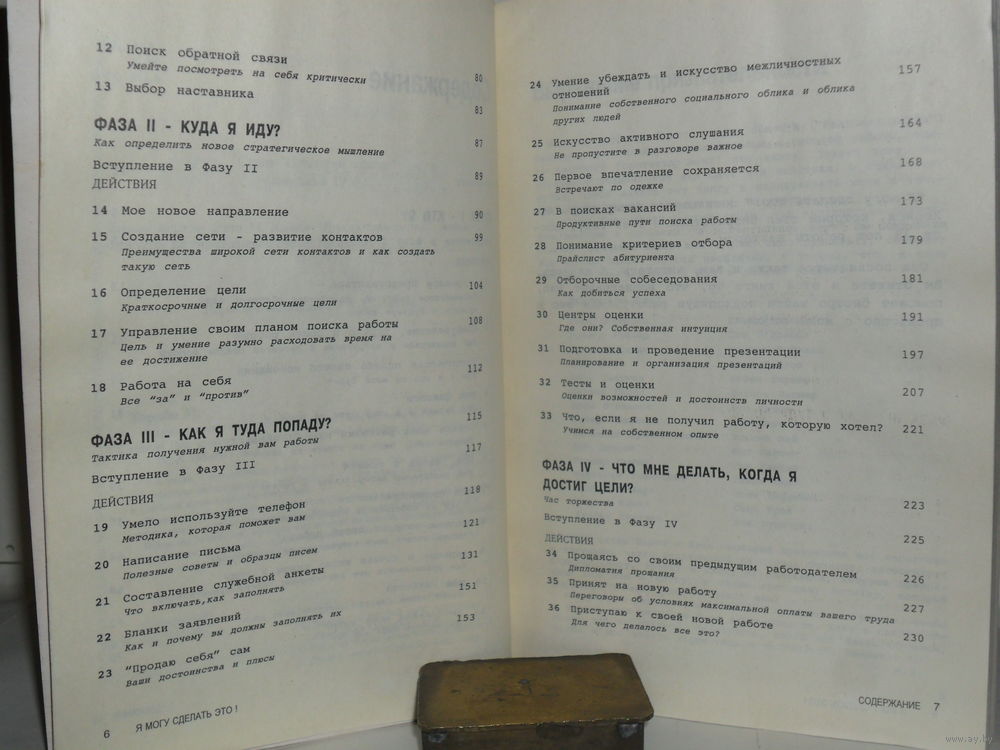 12 Поиск обратной связи
Умейте посмотреть на себя критически 80
13 Выбор наставника
83
ФАЗА II - КУДА Я ИДУ?
Как определить новое стратегическое мышление 87
Вступление в Фазу II
89
ДЕЙСТВИЯ
14 Мое новое направление 90
15 Создание сети - развитие контактов 99
Преимущества широкой сети контактов и как создать
такую сеть
16 Определение цели 104
Краткосрочные и долгосрочные цели
17 Управление своим планом поиска работы 108
Цель и умение разумно расходовать время на
ее достижение
18 Работа на себя 112
Все "за" и "против"
ФАЗА III - КАК Я ТУДА ПОПАДУ? 115
Тактика получения нужной вам работы
Вступление в Фазу III 117
ДЕЙСТВИЯ
19 Умело используйте телефон 118
Методика, которая поможет вам
20 Написание письма 121
Полезные советы и образцы писем
21 Составление служебной анкеты 131
Что включать,как заполнять
22 Бланки заявлений 151
Как и почему вы должны заполнять их
23 "Продаю себя" сам 153
Ваши достоинства и плюсы
6 Я МОГУ СДЕЛАТЬ ЭТО !
24 Умение убеждать и искусство межличностных 157
отношений
Понимание собственного социального облика и облика
других людей
25 Искусство активного слушания 164
Не пропустите в разговоре важное
26 Первое впечатление сохраняется 168
Встречают по одежке
27 В поисках вакансий 173
Продуктивные пути поиска работы
28 Понимание критериев отбора 179
Прайслист абитуриента
29 Отборочные собеседования 181
Как добиться успеха
30 Центры оценки 191
Где они? Собственная интуиция
31 Подготовка и проведение презентации 197
Планирование и организация презентаций
32 Тесты и оценки 207
Оценки возможностей и достоинств личности
33 Что, если я не получил работу, которую хотел? 221
Учимся на собственном опыте
ФАЗА IV - ЧТО МНЕ ДЕЛАТЬ, КОГДА Я
ДОСТИГ ЦЕЛИ?
Час торжества 223
Вступление в Фазу IV
225
ДЕЙСТВИЯ
34 Прощаясь со своим предыдущим работодателем 226
Дипломатия прощания
35 Принят на новую работу 227
Переговоры об условиях максимальной оплаты вашего труда
36 Приступаю к своей новой работе 230
Для чего делалось все это?
СОДЕРЖАНИЕ 7
www.ay.by